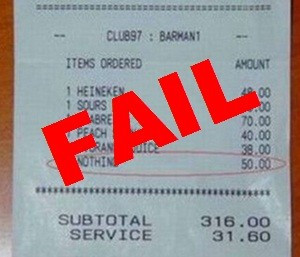 CLUB97 : BARMAN1
ITEMS ORDERED AMOUNT
1 HEINEKEN
1 SOURS
70.00
1 PEACH 40.00
38.00
NOTHING 50.00
SUBTOTAL 316.00
SERVICE 31.60
FAIL